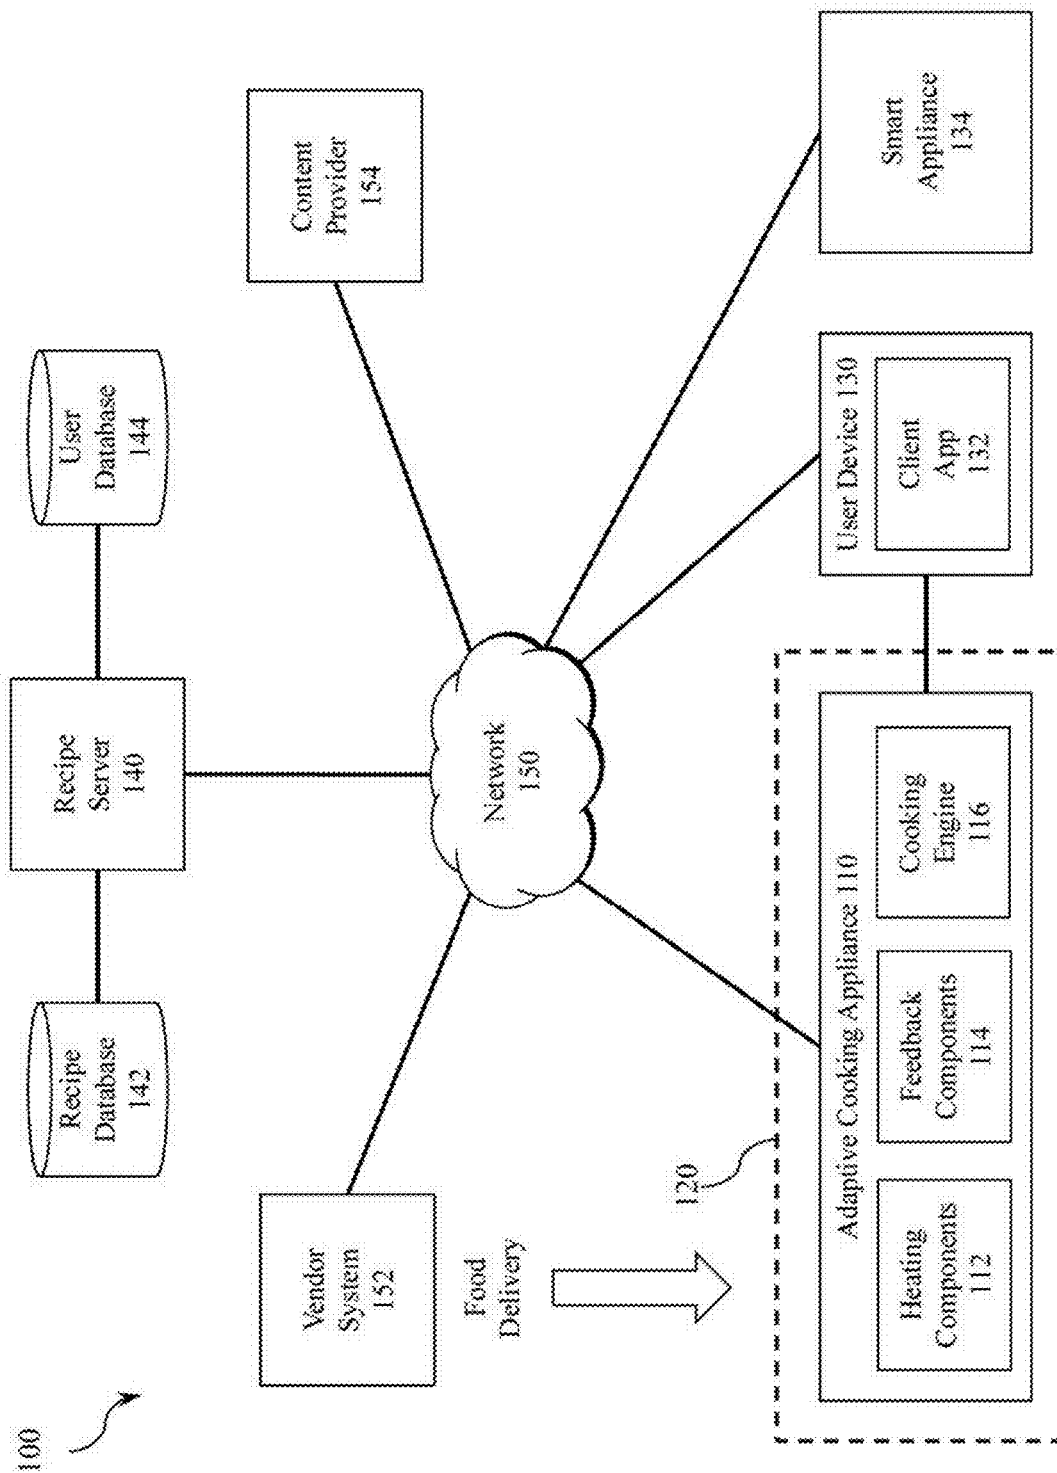 100
Recipe
Database
142
Recipe
Server
140
User
Database
144
Vendor
System
152
Content
Provider
154
Food
Delivery
Network
150
120
Adaptive Cooking Appliance 110
Heating
Components
112
Feedback
Components
114
Cooking
Engine
116
User Device 130
Client
App
132
Smart
Appliance
134